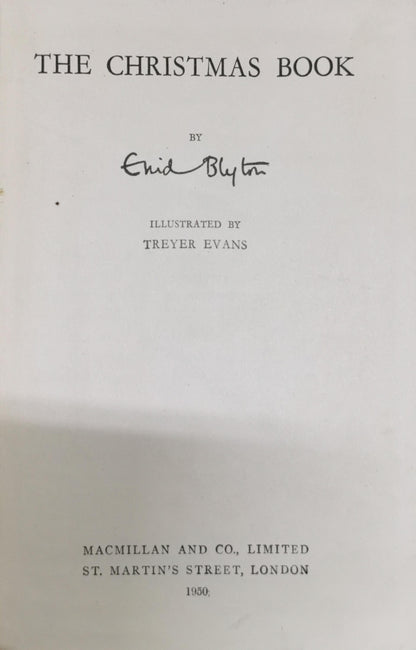 THE CHRISTMAS BOOK
BY
Enid Blyton
ILLUSTRATED BY
TREYER EVANS
MACMILLAN AND CO., LIMITED
ST. MARTIN'S STREET, LONDON
1950